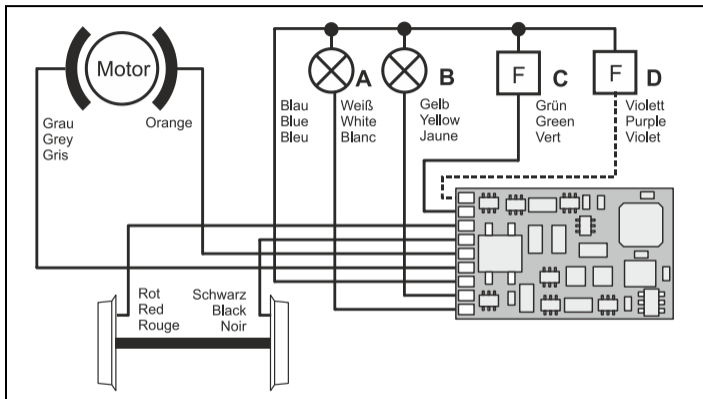 Motor
Grau
Grey
Gris
Orange
Blau
Blue
Bleu
A
Weiß
White
Blanc
B
Gelb
Yellow
Jaune
F
C
Grün
Green
Vert
F
D
Violett
Purple
Violet
Rot
Red
Rouge
Schwarz
Black
Noir